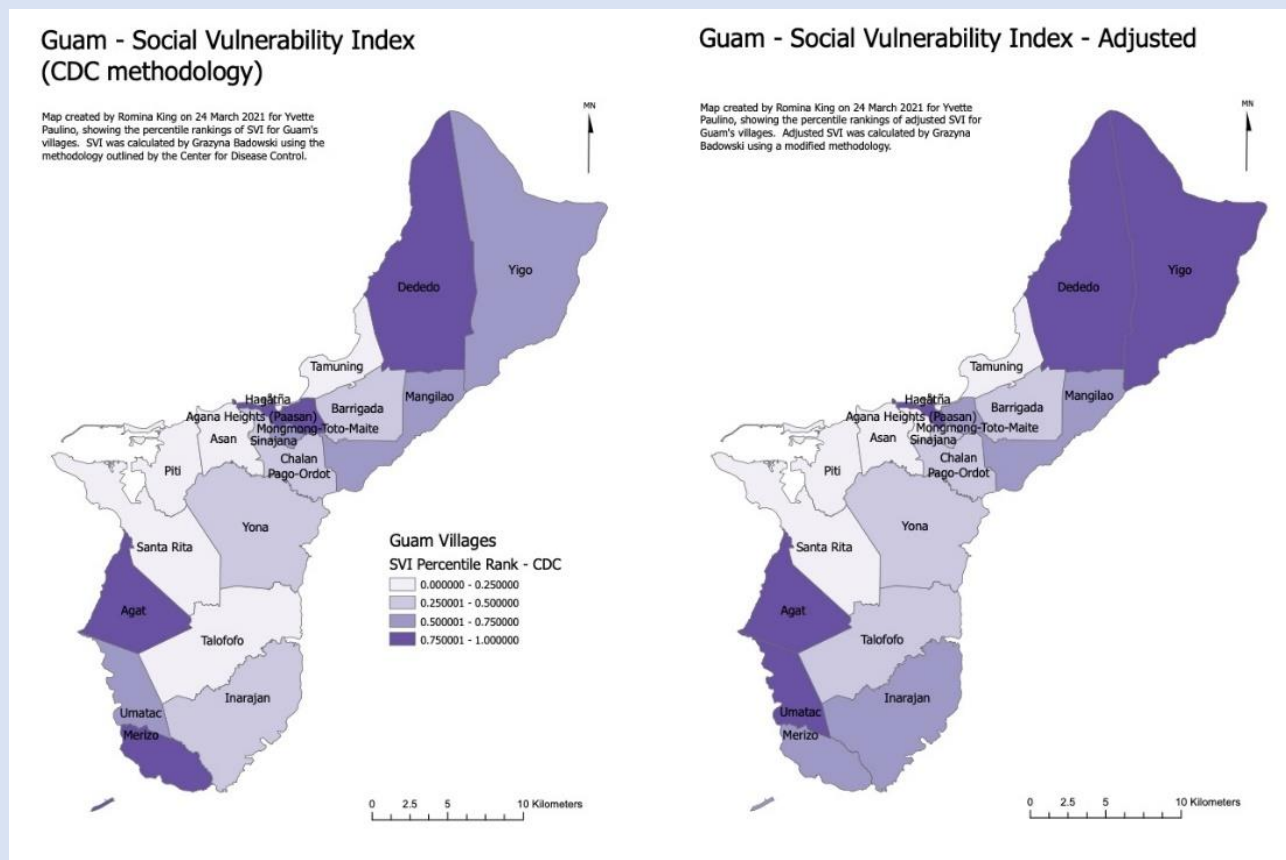 Guam - Social Vulnerability Index
(CDC methodology)
Map created by Romina King on 24 March 2021 for Yvette
Paulino, showing the percentile rankings of SVI for Guam's
villages. SVI was calculated by Grazyna Badowski using the
methodology outlined by the Center for Disease Control.
MN
Yigo
Dededo
Tamuning
Hagåtña
Mangilao
Agana Heights (Paasan)
Barrigada
Mongmong-Toto-Maite
Asan
Sinajana
Chalan
Pago-Ordot
Piti
Yona
Santa Rita
Agat
Talofofo
Inarajan
Umatac
Merizo
Guam Villages
SVI Percentile Rank - CDC
0.000000 - 0.250000
0.250001 - 0.500000
0.500001 - 0.750000
0.750001 - 1.000000
0 2.5 5 10 Kilometers
Guam - Social Vulnerability Index - Adjusted
Map created by Romina King on 24 March 2021 for Yvette
Paulino, showing the percentile rankings of adjusted SVI for
Guam's villages. Adjusted SVI was calculated by Grazyna
Badowski using a modified methodology.
MN
Yigo
Dededo
Tamuning
Hagåtña
Mangilao
Agana Heights (Paasan)
Barrigada
Mongmong-Toto-Maite
Asan
Sinajana
Chalan
Pago-Ordot
Piti
Yona
Santa Rita
Agat
Talofofo
Inarajan
Umatac
Merizo
0 2.5 5 10 Kilometers